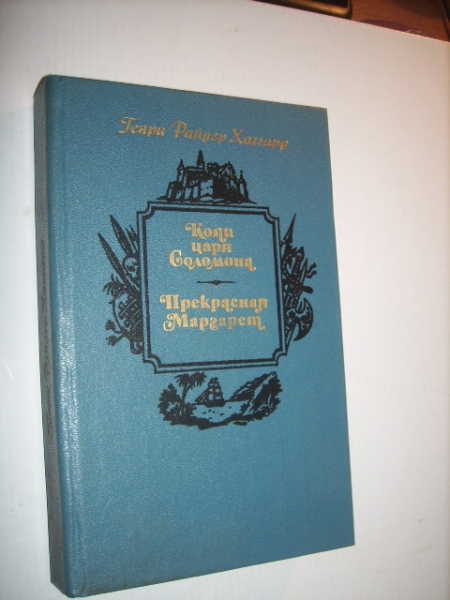 Генри Райдер Хаггард
Копи
царя
Соломона
Прекрасная
Маргарет